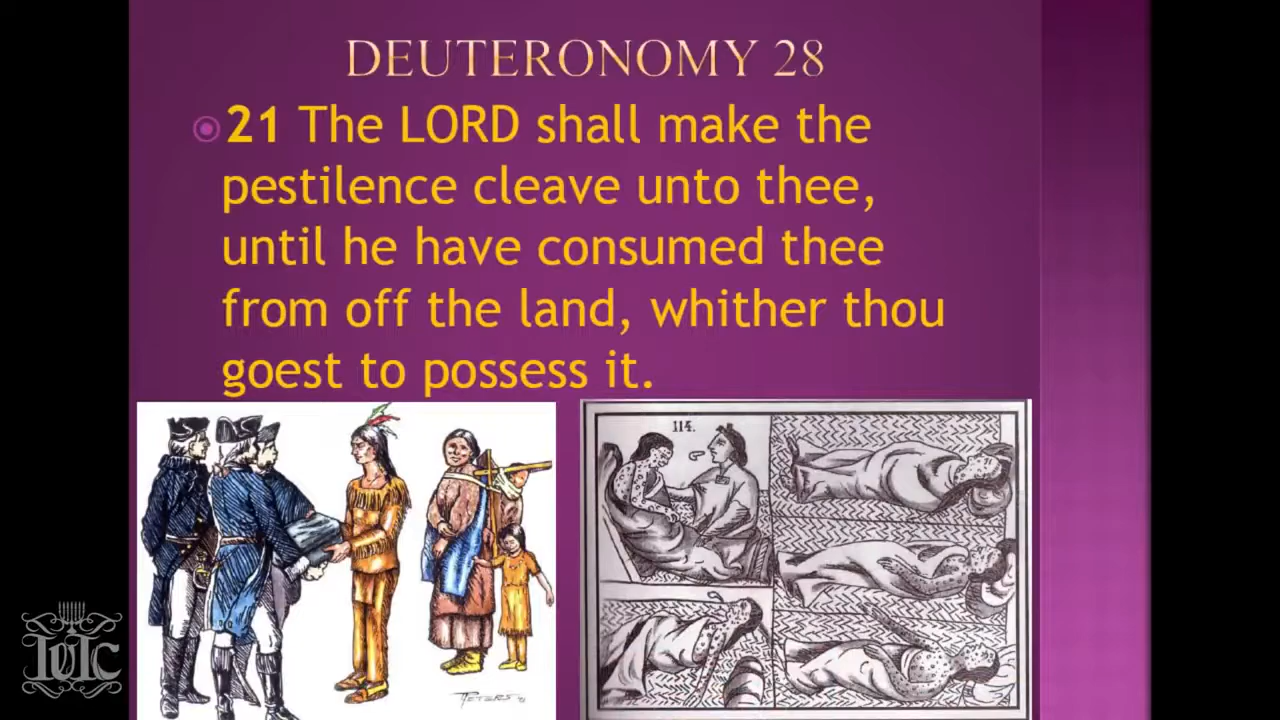 DEUTERONOMY 28
21 The LORD shall make the
pestilence cleave unto thee,
until he have consumed thee
from off the land, whither thou
goest to possess it.
114.
IUIC